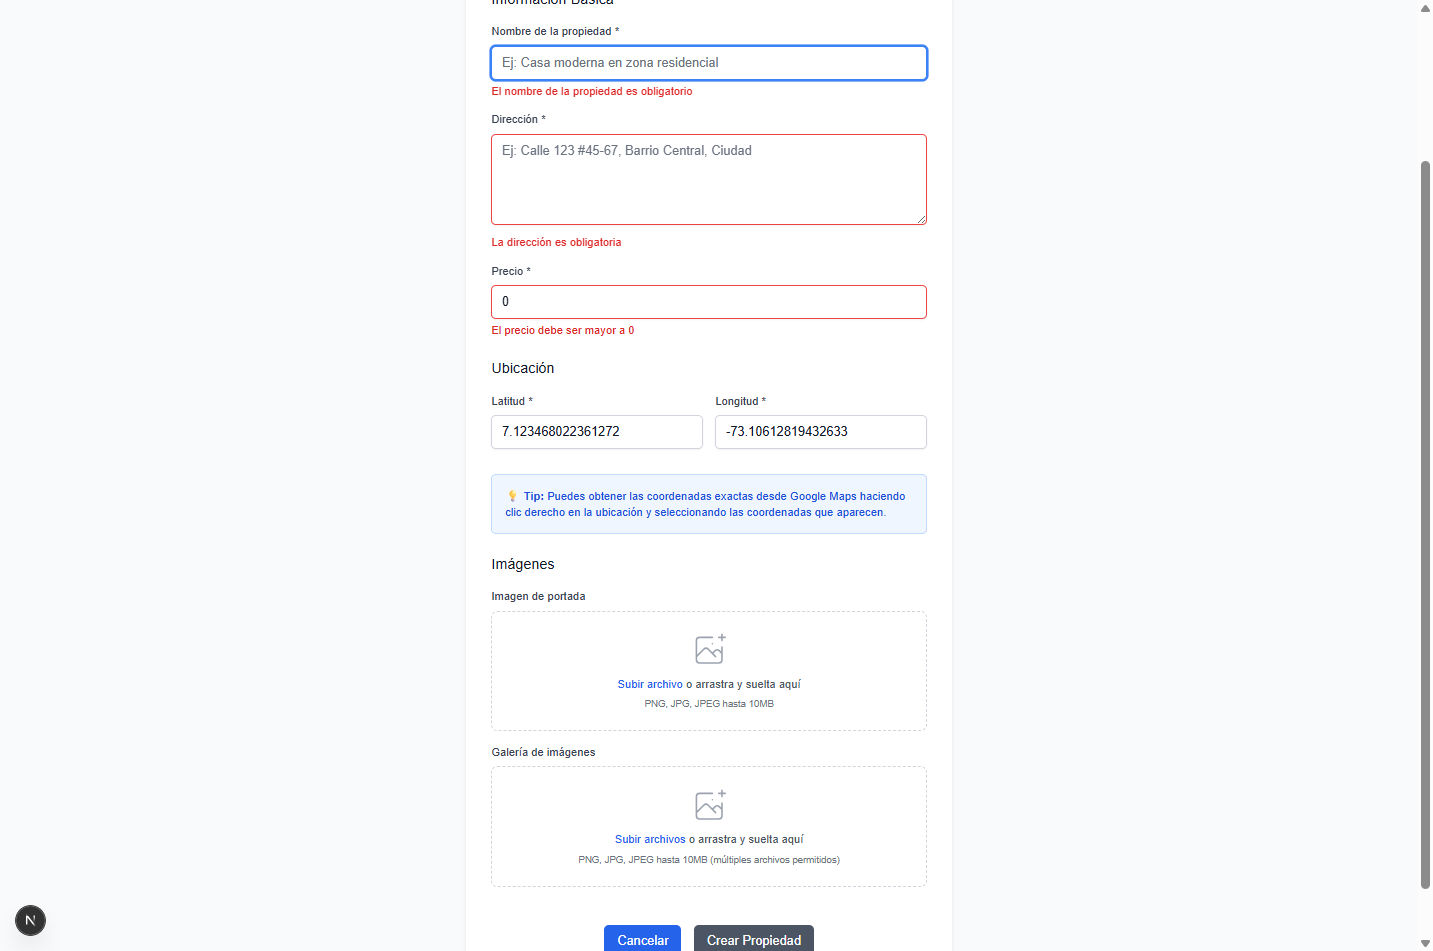 Información Básica
Nombre de la propiedad *
Ej: Casa moderna en zona residencial
El nombre de la propiedad es obligatorio
Dirección *
Ej: Calle 123 #45-67, Barrio Central, Ciudad
La dirección es obligatoria
Precio *
0
El precio debe ser mayor a 0
Ubicación
Latitud *
Longitud *
7.123468022361272
-73.10612819432633
Tip: Puedes obtener las coordenadas exactas desde Google Maps haciendo
clic derecho en la ubicación y seleccionando las coordenadas que aparecen.
Imágenes
Imagen de portada
Subir archivo o arrastra y suelta aquí
PNG, JPG, JPEG hasta 10MB
Galería de imágenes
Subir archivos o arrastra y suelta aquí
PNG, JPG, JPEG hasta 10MB (múltiples archivos permitidos)
N
Cancelar
Crear Propiedad